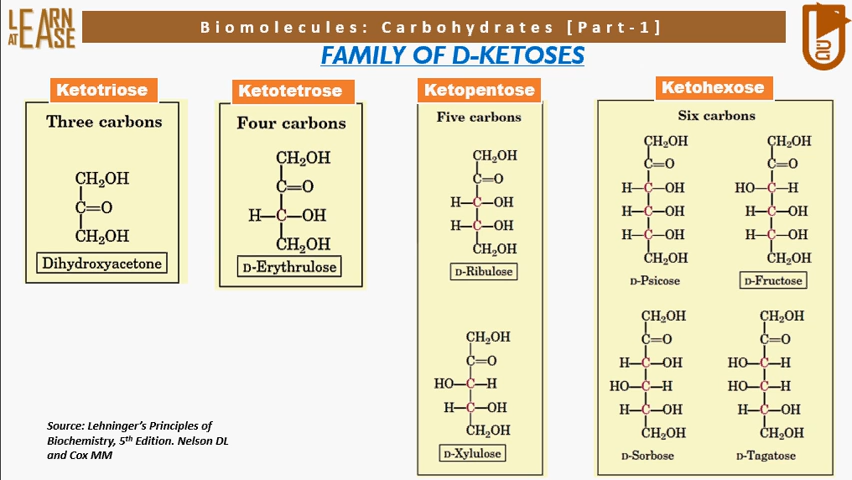 LEARN
AT EASE
Biomolecules: Carbohydrates [Part-1]
FAMILY OF D-KETOSES
Ketotriose
Three carbons
CH₂OH
C=O
CH₂OH
Dihydroxyacetone
Ketotetrose
Four carbons
CH₂OH
C=O
H—C—OH
CH₂OH
D-Erythrulose
Ketopentose
Five carbons
CH₂OH
C=O
H—C—OH
H—C—OH
CH₂OH
D-Ribulose
CH₂OH
C=O
HO—C—H
H—C—OH
CH₂OH
D-Xylulose
Ketohexose
Six carbons
CH₂OH
C=O
H—C—OH
H—C—OH
H—C—OH
CH₂OH
D-Psicose
CH₂OH
C=O
HO—C—H
H—C—OH
H—C—OH
CH₂OH
D-Fructose
CH₂OH
C=O
H—C—OH
HO—C—H
H—C—OH
CH₂OH
D-Sorbose
CH₂OH
C=O
HO—C—H
HO—C—H
H—C—OH
CH₂OH
D-Tagatose
Source: Lehninger's Principles of
Biochemistry, 5th Edition. Nelson DL
and Cox MM